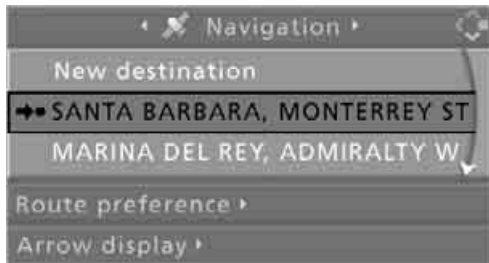 Navigation
New destination
SANTA BARBARA, MONTERREY ST
MARINA DEL REY, ADMIRALTY W
Route preference
Arrow display